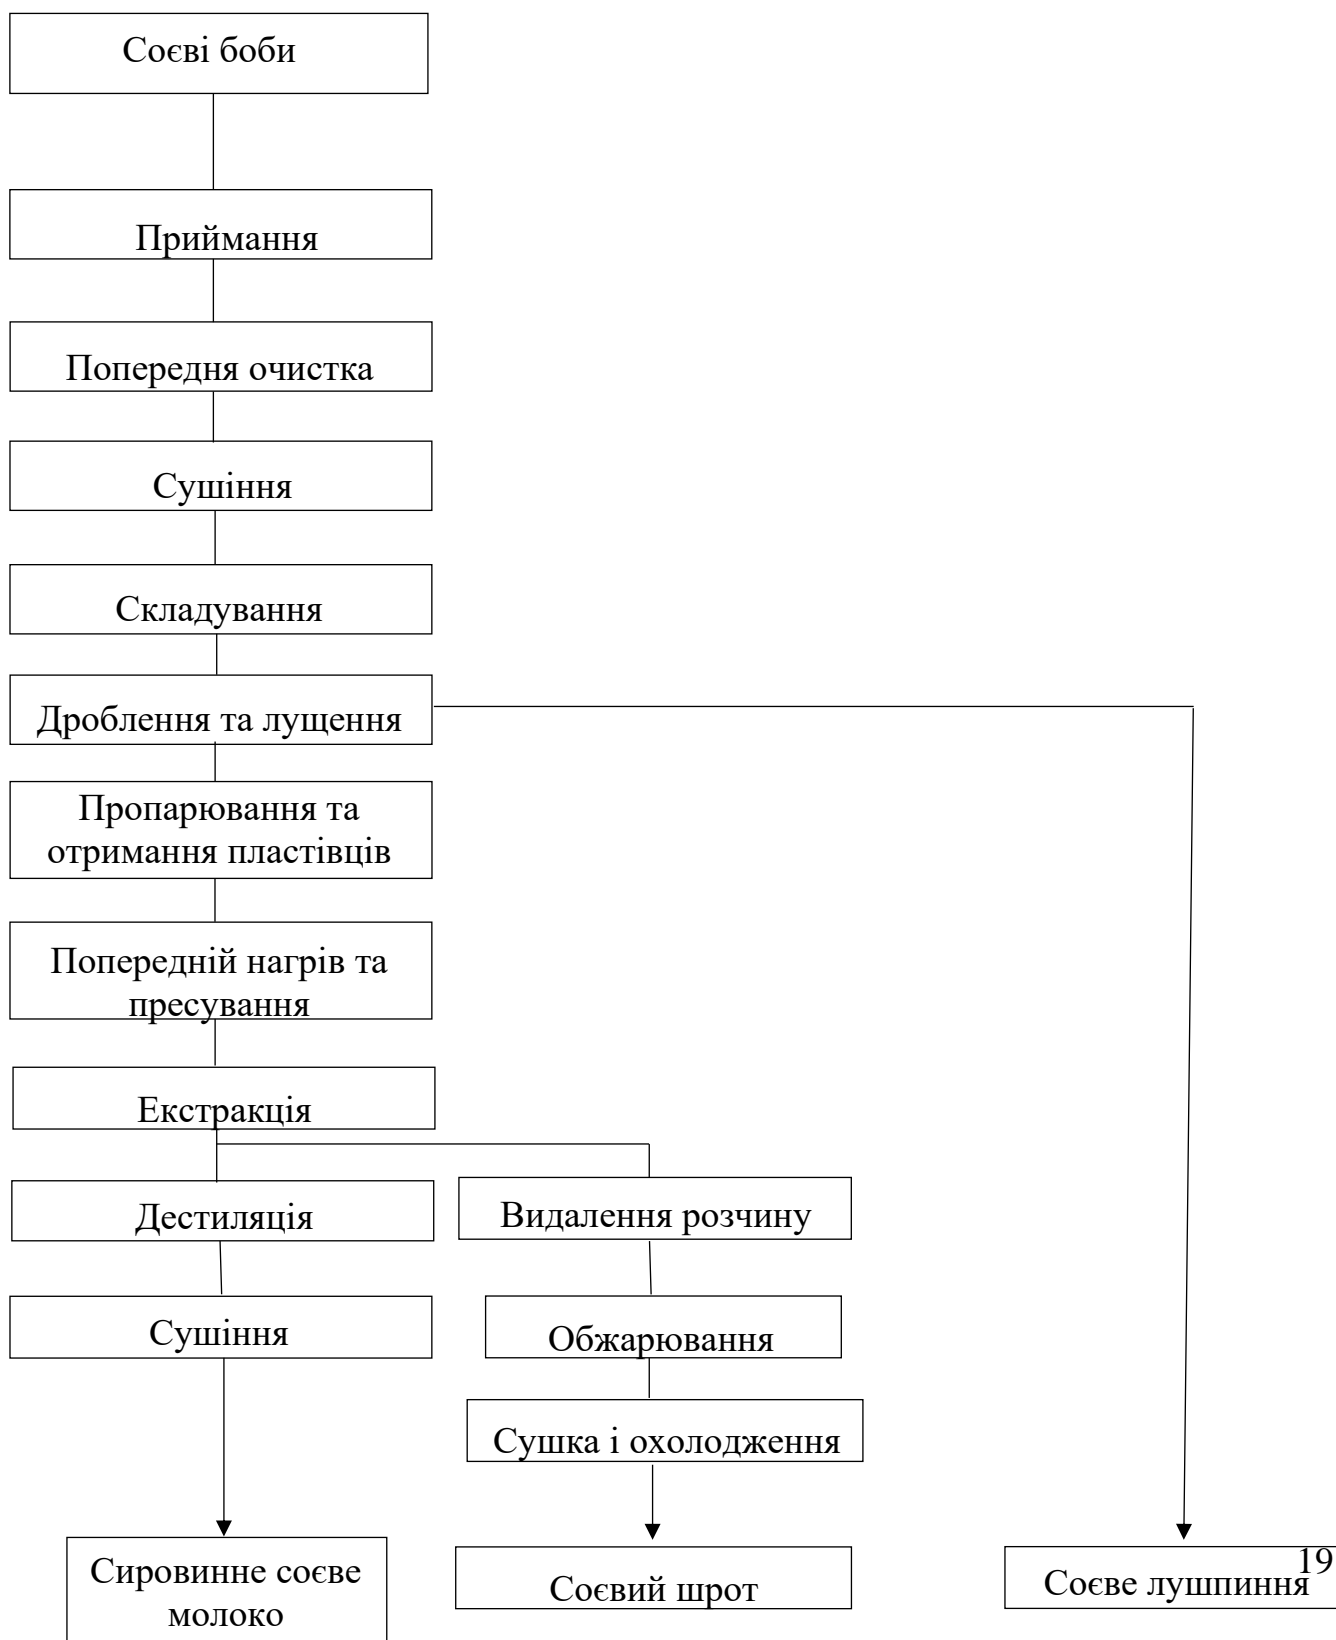 Соєві боби
Приймання
Попередня очистка
Сушіння
Складування
Дроблення та лущення
Пропарювання та
отримання пластівців
Попередній нагрів та
пресування
Екстракція
Дестиляція
Видалення розчину
Сушіння
Обжарювання
Сушка і охолодження
Сировинне соєве
молоко
Соєвий шрот
Соєве лушпиння
19